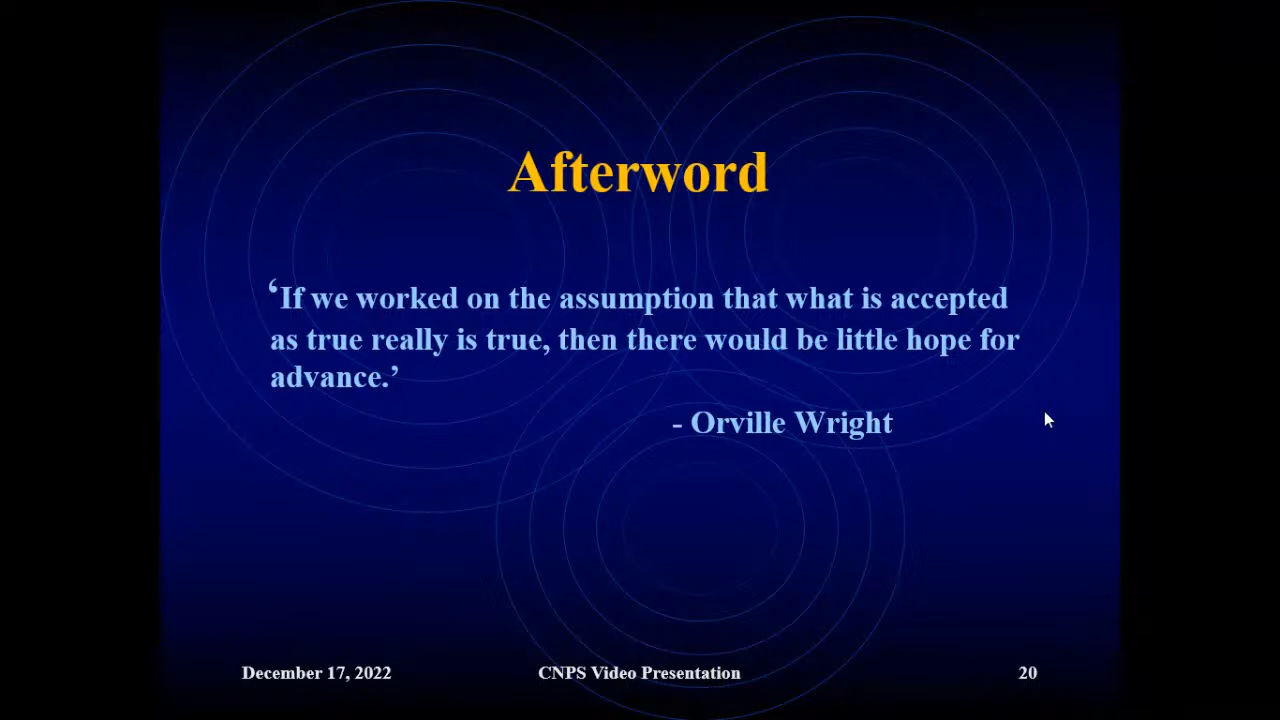 Afterword
‘If we worked on the assumption that what is accepted
as true really is true, then there would be little hope for
advance.’
- Orville Wright
December 17, 2022
CNPS Video Presentation
20